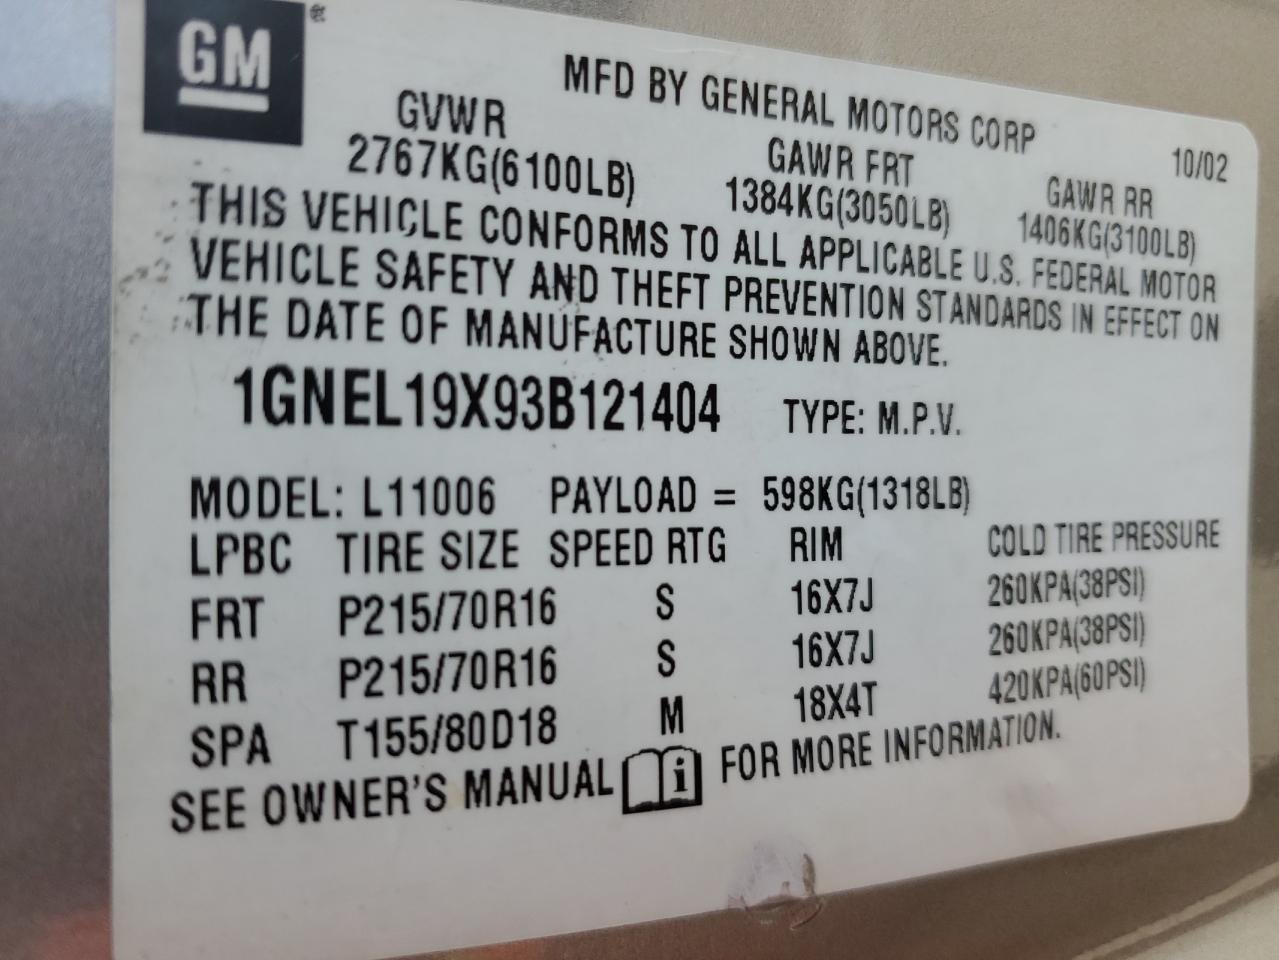 GM®
MFD BY GENERAL MOTORS CORP
10/02
GVWR GAWR FRT GAWR RR
2767KG(6100LB) 1384KG(3050LB) 1406KG(3100LB)
THIS VEHICLE CONFORMS TO ALL APPLICABLE U.S. FEDERAL MOTOR
VEHICLE SAFETY AND THEFT PREVENTION STANDARDS IN EFFECT ON
THE DATE OF MANUFACTURE SHOWN ABOVE.
1GNEL19X93B121404 TYPE: M.P.V.
MODEL: L11006 PAYLOAD = 598KG(1318LB)
LPBC TIRE SIZE SPEED RTG RIM COLD TIRE PRESSURE
FRT P215/70R16 S 16X7J 260KPA(38PSI)
RR P215/70R16 S 16X7J 260KPA(38PSI)
SPA T155/80D18 M 18X4T 420KPA(60PSI)
SEE OWNER'S MANUAL i FOR MORE INFORMATION.